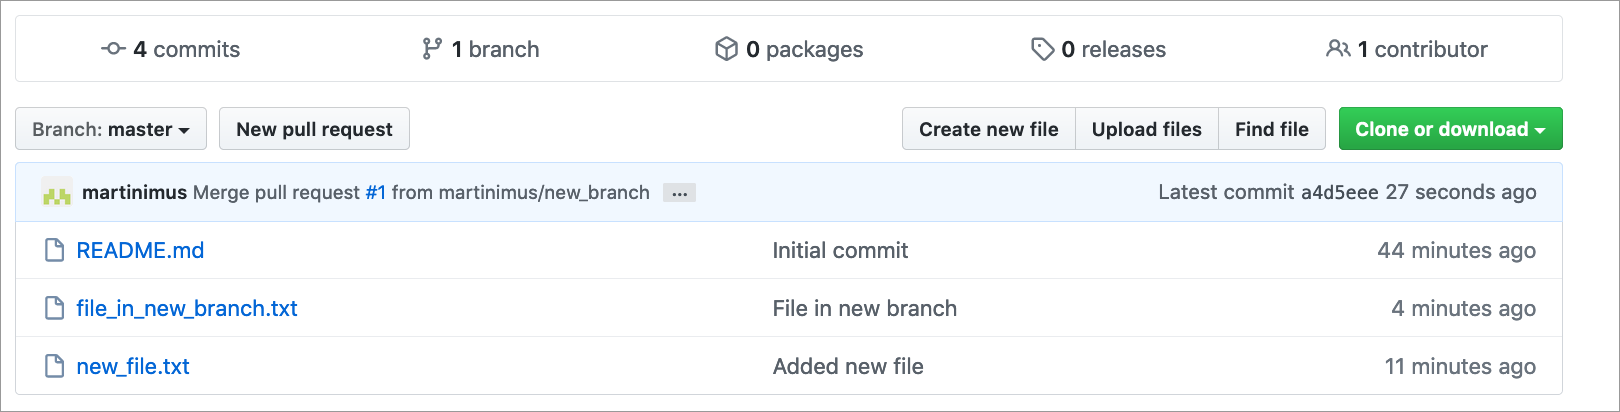 4 commits 1 branch 0 packages 0 releases 1 contributor
Branch: master New pull request Create new file Upload files Find file Clone or download
martinimus Merge pull request #1 from martinimus/new_branch ... Latest commit a4d5eee 27 seconds ago
README.md Initial commit 44 minutes ago
file_in_new_branch.txt File in new branch 4 minutes ago
new_file.txt Added new file 11 minutes ago